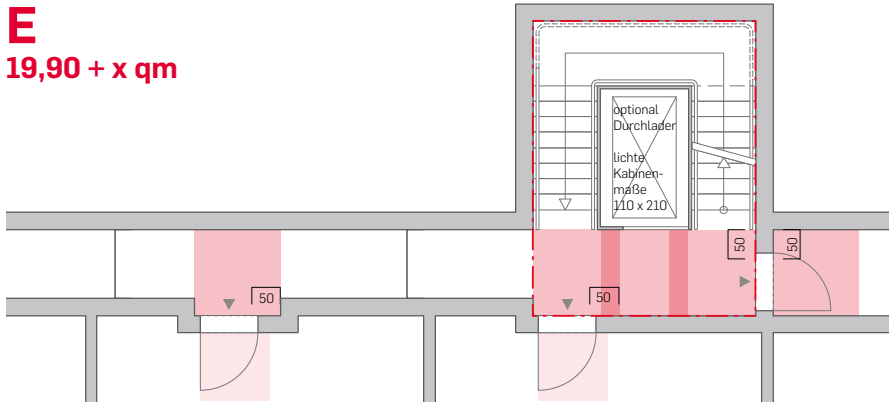 E
19,90 + x qm
optional
Durchlader
lichte
Kabinen-
maße
110 x 210
50
50
50
50